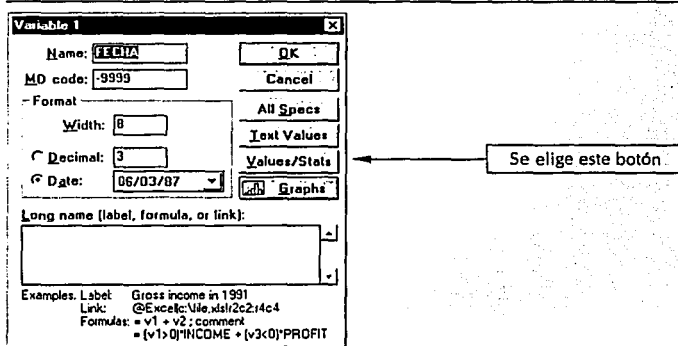 Variable 1
Name: FECHA
OK
MD code: -9999
Cancel
Format
All Specs
Width: 8
Text Values
Decimal: 3
Values/Stats
Se elige este botón
Date: 06/03/87
Graphs
Long name (label, formula, or link):
Examples. Label: Gross income in 1991
Link: @Excel|c:\file.xls!r2c2:r4c4
Formulas: = v1 + v2 ; comment
= (v1>0)*INCOME + (v3<0)*PROFIT